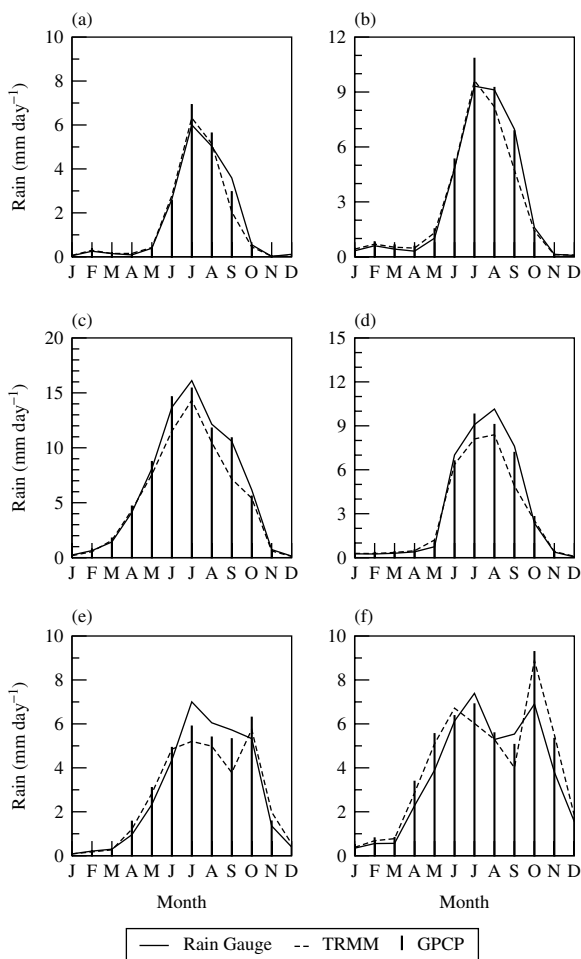 (a) (b)
10 12
8
9
6
6
4
3
2
0 0
Rain (mm day−1)
J F M A M J J A S O N D J F M A M J J A S O N D
(c) (d)
20 15
12
15
9
10
6
5
3
0 0
Rain (mm day−1)
J F M A M J J A S O N D J F M A M J J A S O N D
(e) (f)
10 10
8 8
6 6
4 4
2 2
0 0
Rain (mm day−1)
J F M A M J J A S O N D J F M A M J J A S O N D
Month Month
Rain Gauge TRMM GPCP